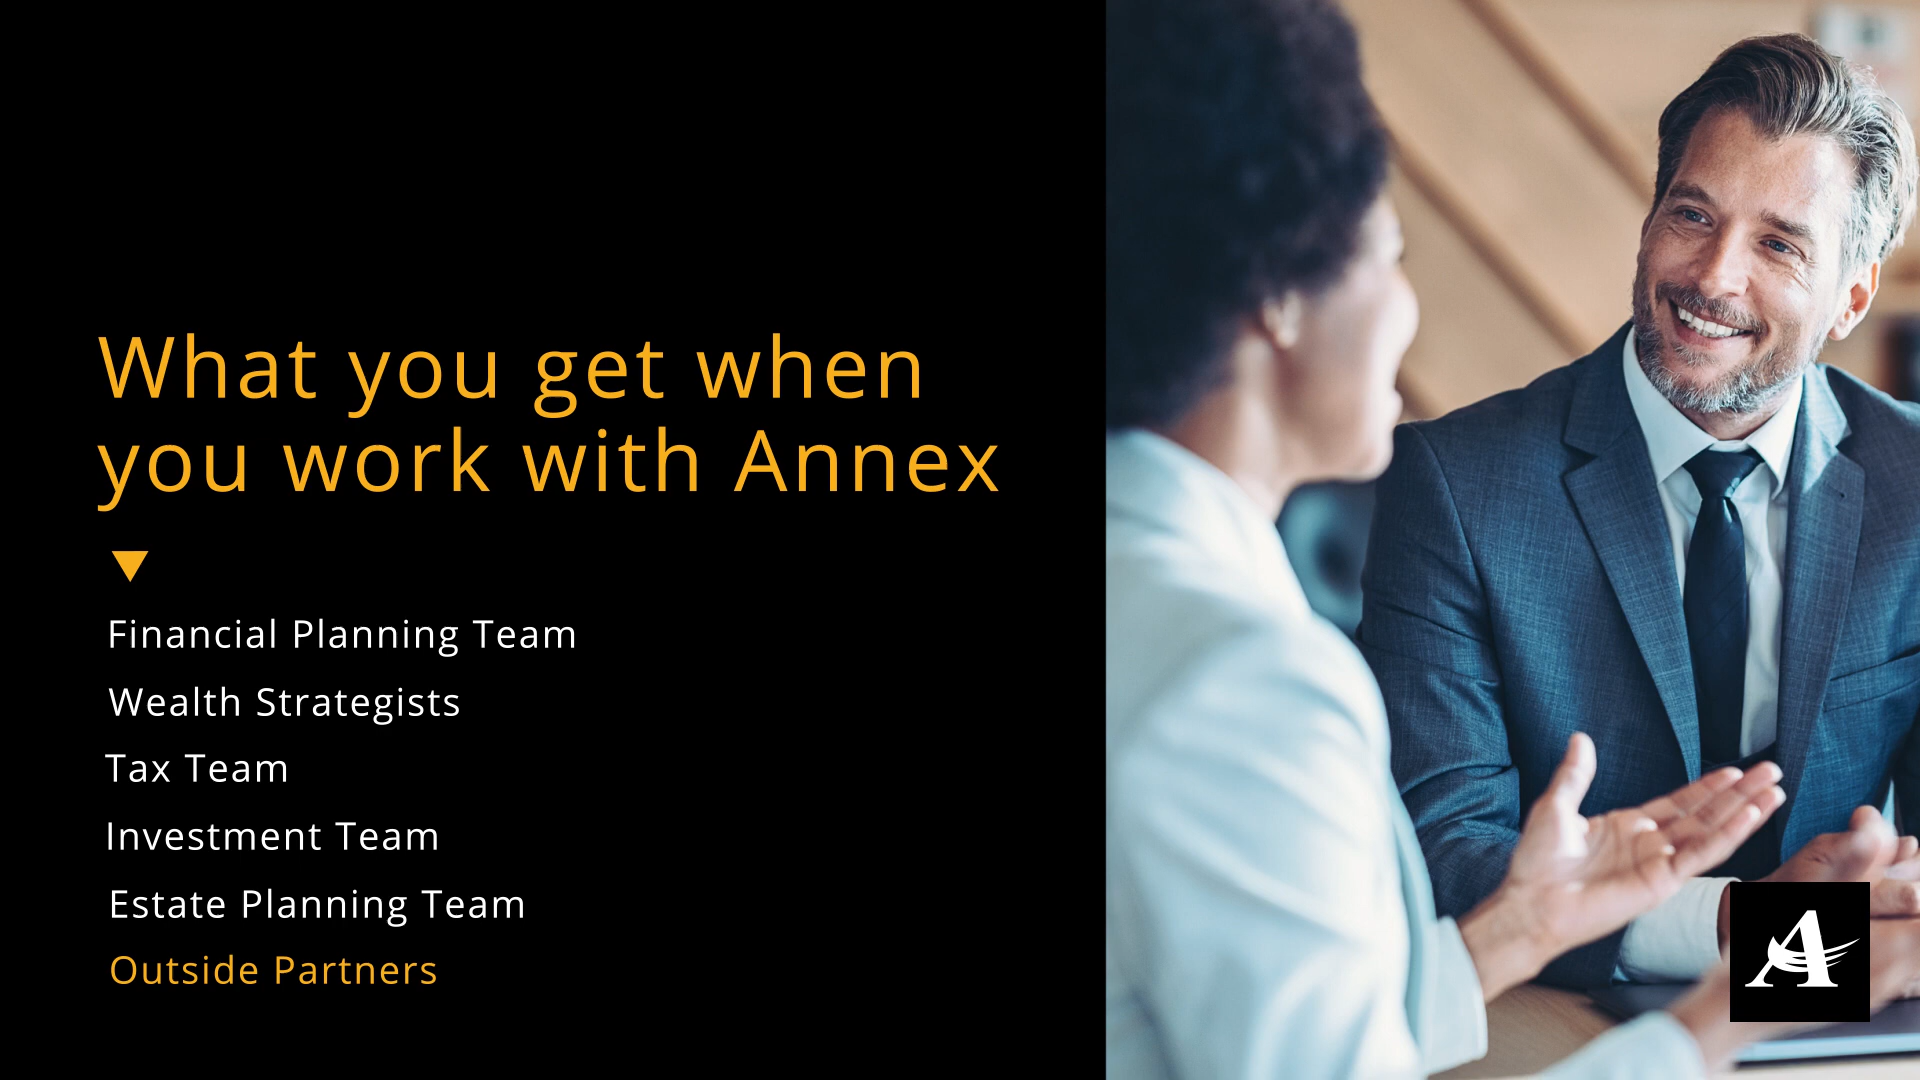 What you get when
you work with Annex
Financial Planning Team
Wealth Strategists
Tax Team
Investment Team
Estate Planning Team
Outside Partners
A